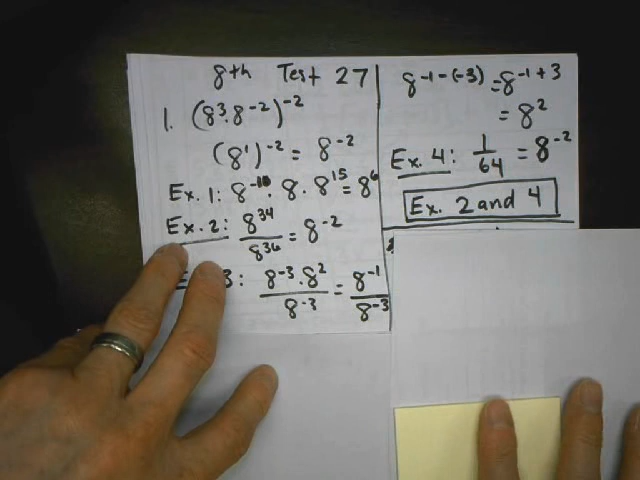 8th Test 27
1. (8³·8⁻²)⁻²
(8¹)⁻² = 8⁻²
Ex. 1: 8⁻¹⁰·8·8¹⁵=8⁶
Ex. 2: 8³⁴/8³⁶ = 8⁻²
3: 8⁻³·8²/8⁻³ = 8⁻¹/8⁻³
8⁻¹⁻⁽⁻³⁾ = 8⁻¹⁺³
= 8²
Ex. 4: 1/64 = 8⁻²
Ex. 2 and 4